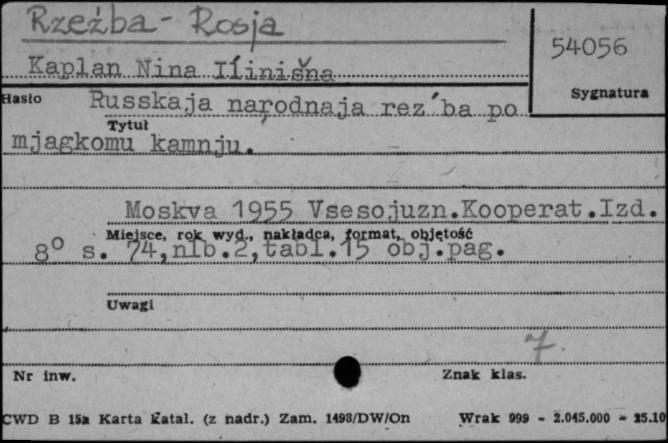 Rzeźba - Rosja
54056
Kaplan Nina Iľinišna
Sygnatura
Hasło
Russkaja narodnaja rez´ba po
Tytuł
mjagkomu kamnju.
Moskva 1955 Vsesojuzn.Kooperat.Izd.
Miejsce, rok wyd., nakładca, format, objętość
8° s. 74,nlb.2,tabl.15 obj.pag.
Uwagi
7.
Nr inw.
Znak klas.
CWD B 15a Karta katal. (z nadr.) Zam. 1493/DW/On Wrak 999 - 2.045.000 - 25.10